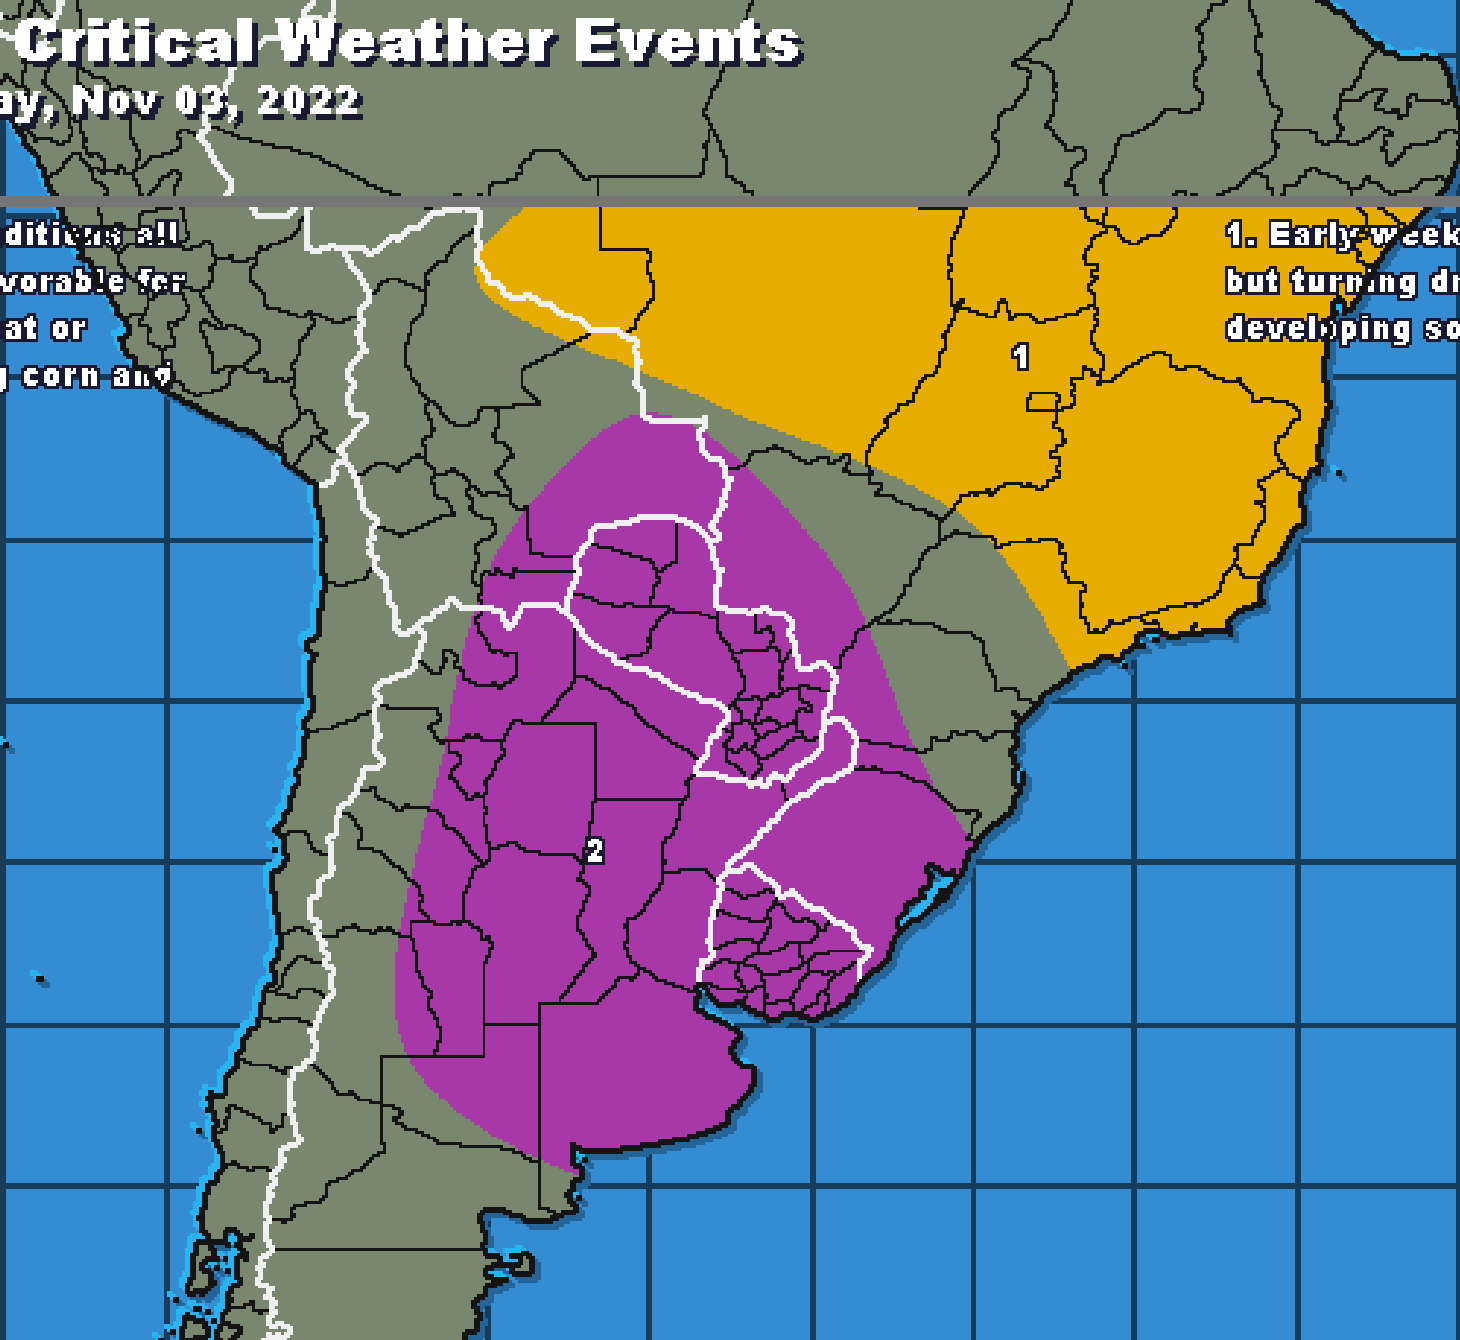 Critical Weather Events
ay, Nov 03, 2022
ditions all
vorable for
at or
g corn and
1. Early week
but turning dr
developing so
1
2